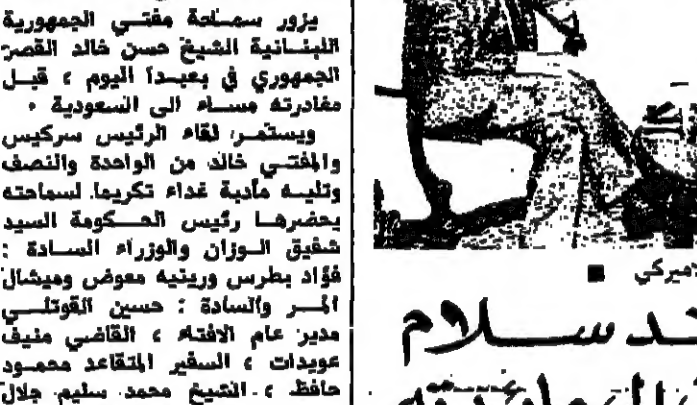 يزور سماحة مفتي الجمهورية
اللبنانية الشيخ حسن خالد القصر
الجمهوري في بعبدا اليوم ، قبل
مغادرته مساء الى السعودية .
ويستمر لقاء الرئيس سركيس
والمفتي خالد من الواحدة والنصف
وتليه مأدبة غداء تكريما لسماحته
يحضرها رئيس الحكومة السيد
شفيق الوزان والوزراء السادة :
فؤاد بطرس ورينيه معوض وميشال
المر والسادة : حسين القوتلي
مدير عام الافتاء ، القاضي منيف
عويدات ، السفير المتقاعد محمود
حافظ ، الشيخ محمد سليم جلال
اميركي
سلام